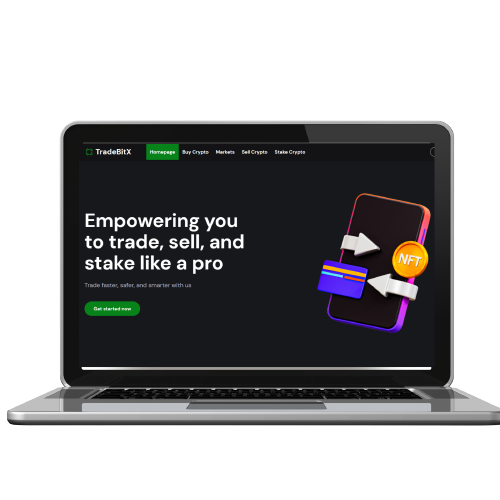 TradeBitX
Homepage Buy Crypto Markets Sell Crypto Stake Crypto
Empowering you
to trade, sell, and
stake like a pro
Trade faster, safer, and smarter with us
Get started now
NFT